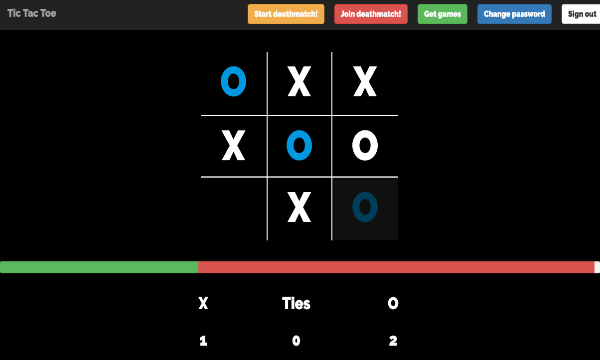 Tic Tac Toe Start deathmatch! Join deathmatch! Get games Change password Sign out
O X X
X O O
X O
X Ties O
1 0 2